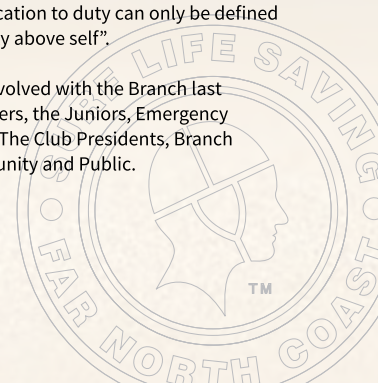 cation to duty can only be defined
y above self”.
volved with the Branch last
ers, the Juniors, Emergency
The Club Presidents, Branch
unity and Public.
SURF LIFE SAVING
TM
FAR NORTH COAST